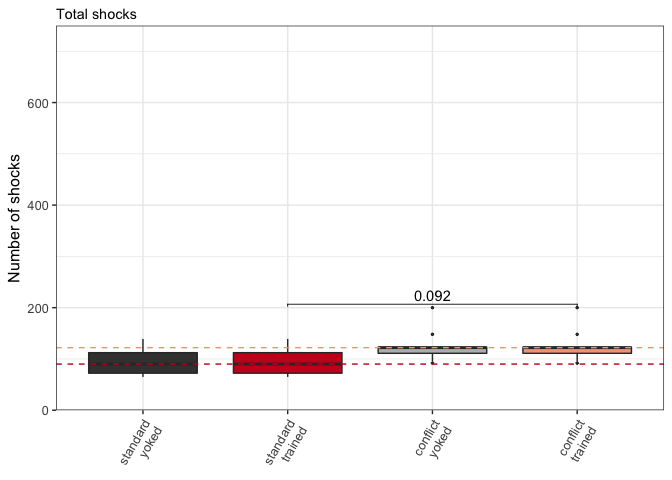 Total shocks
Number of shocks
600
400
200
0
0.092
standard
yoked
standard
trained
conflict
yoked
conflict
trained